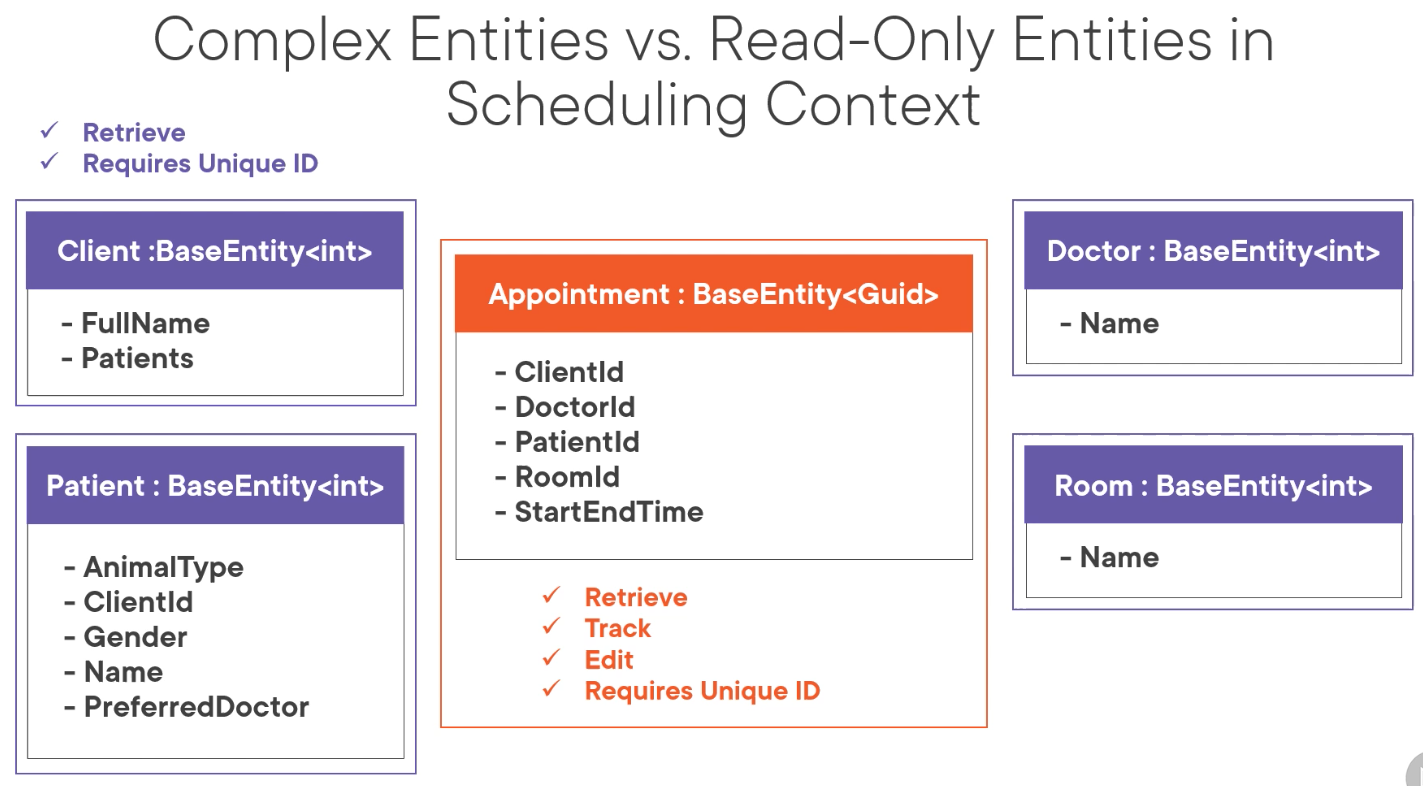 Complex Entities vs. Read-Only Entities in
Scheduling Context
✓ Retrieve
✓ Requires Unique ID
Client :BaseEntity<int>
- FullName
- Patients
Patient : BaseEntity<int>
- AnimalType
- ClientId
- Gender
- Name
- PreferredDoctor
Appointment : BaseEntity<Guid>
- ClientId
- DoctorId
- PatientId
- RoomId
- StartEndTime
✓ Retrieve
✓ Track
✓ Edit
✓ Requires Unique ID
Doctor : BaseEntity<int>
- Name
Room : BaseEntity<int>
- Name